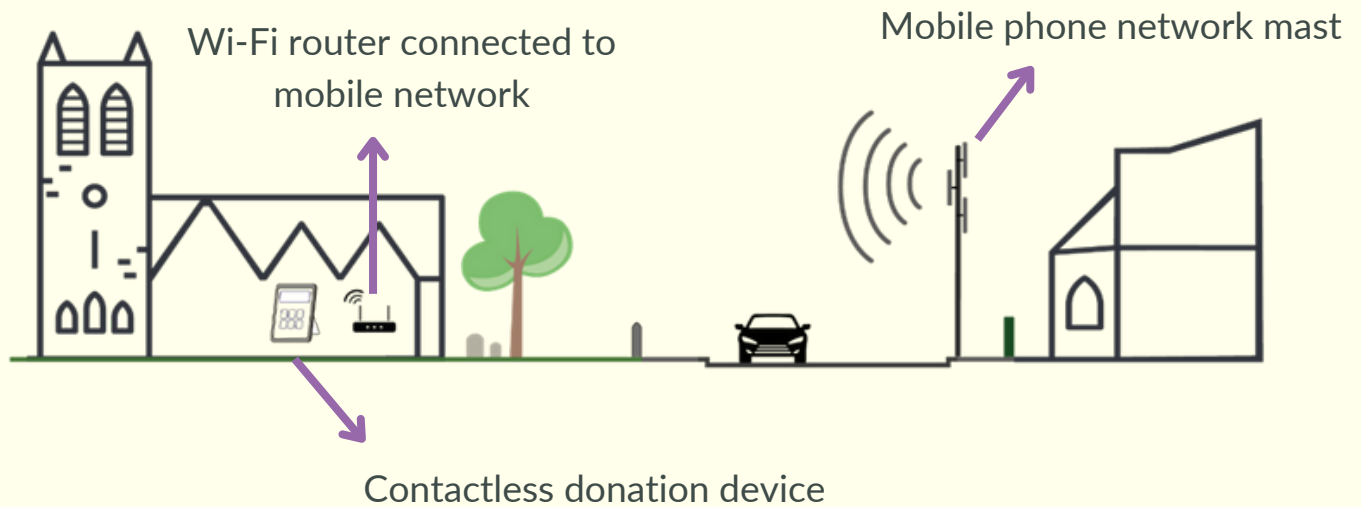 Wi-Fi router connected to
mobile network
Mobile phone network mast
Contactless donation device